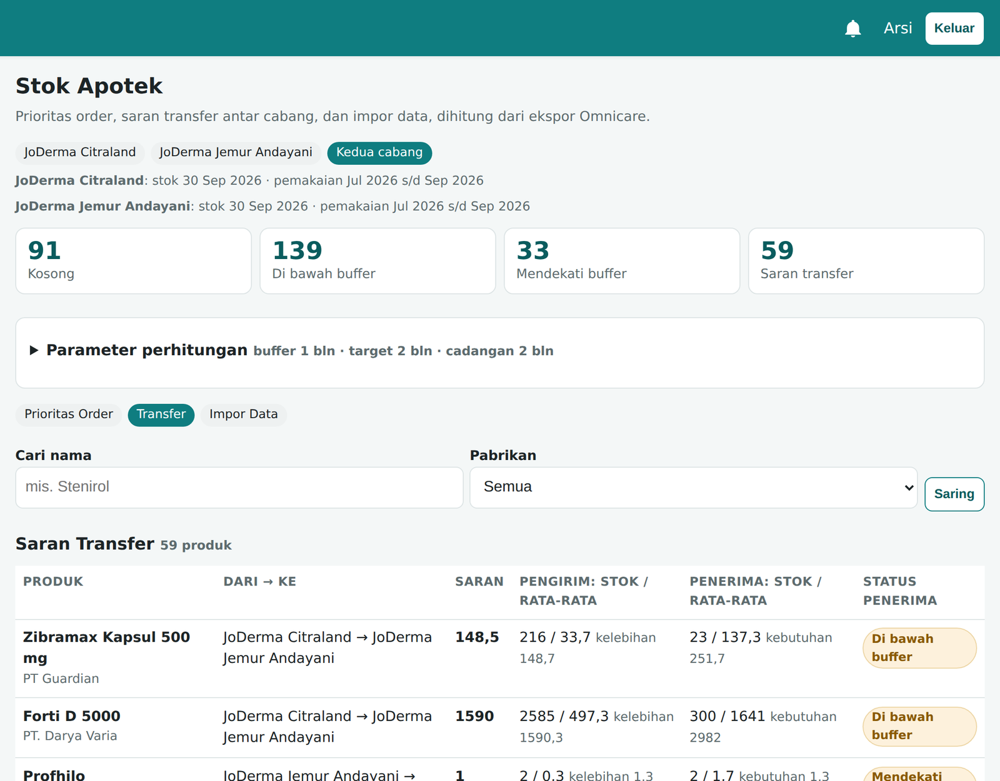 Arsi
Keluar
Stok Apotek
Prioritas order, saran transfer antar cabang, dan impor data, dihitung dari ekspor Omnicare.
JoDerma Citraland
JoDerma Jemur Andayani
Kedua cabang
JoDerma Citraland: stok 30 Sep 2026 · pemakaian Jul 2026 s/d Sep 2026
JoDerma Jemur Andayani: stok 30 Sep 2026 · pemakaian Jul 2026 s/d Sep 2026
91
Kosong
139
Di bawah buffer
33
Mendekati buffer
59
Saran transfer
Parameter perhitungan buffer 1 bln · target 2 bln · cadangan 2 bln
Prioritas Order
Transfer
Impor Data
Cari nama
mis. Stenirol
Pabrikan
Semua
Saring
Saran Transfer 59 produk
PRODUK
DARI → KE
SARAN
PENGIRIM: STOK /
RATA-RATA
PENERIMA: STOK /
RATA-RATA
STATUS
PENERIMA
Zibramax Kapsul 500
mg
PT Guardian
JoDerma Citraland → JoDerma
Jemur Andayani
148,5
216 / 33,7 kelebihan
148,7
23 / 137,3 kebutuhan
251,7
Di bawah
buffer
Forti D 5000
PT. Darya Varia
JoDerma Citraland → JoDerma
Jemur Andayani
1590
2585 / 497,3 kelebihan
1590,3
300 / 1641 kebutuhan
2982
Di bawah
buffer
Profhilo
JoDerma Jemur Andayani →
1
2 / 0,3 kelebihan 1,3
2 / 1,7 kebutuhan 1,3
Mendekati